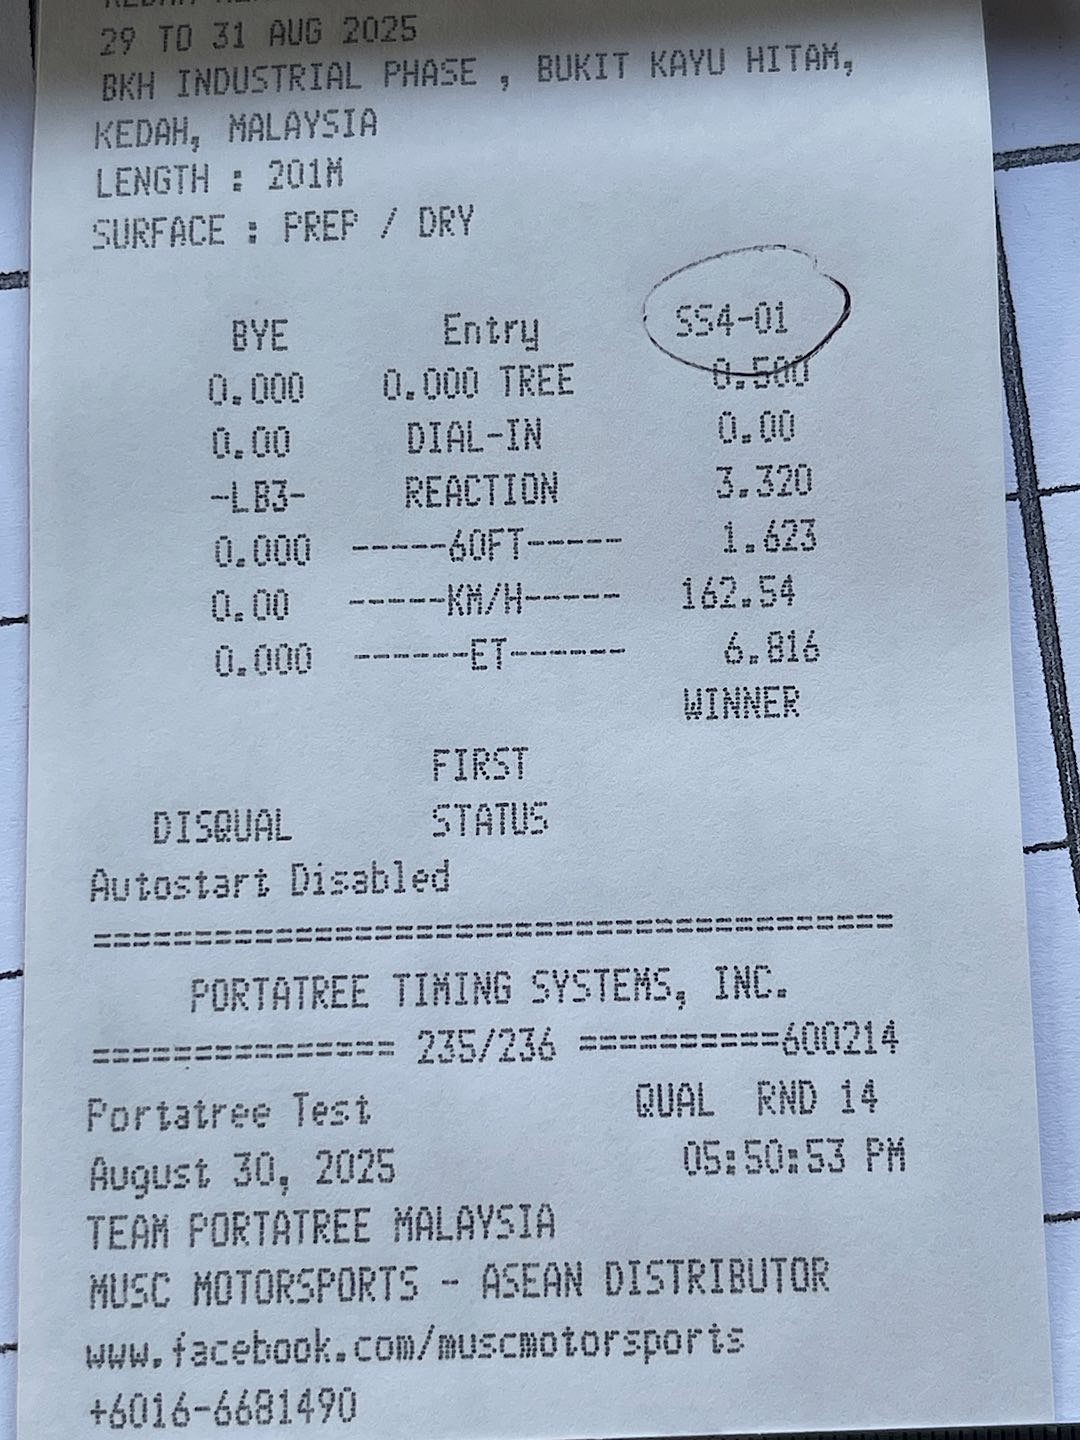 29 TO 31 AUG 2025
BKH INDUSTRIAL PHASE , BUKIT KAYU HITAM,
KEDAH, MALAYSIA
LENGTH : 201M
SURFACE : PREP / DRY
BYE Entry SS4-01
0.000 0.000 TREE 0.500
0.00 DIAL-IN 0.00
-LB3- REACTION 3.320
0.000 -----60FT----- 1.623
0.00 -----KM/H----- 162.54
0.000 ------ET------ 6.816
WINNER
FIRST
DISQUAL STATUS
Autostart Disabled
========================================
PORTATREE TIMING SYSTEMS, INC.
=============== 235/236 ==========600214
Portatree Test QUAL RND 14
August 30, 2025 05:50:53 PM
TEAM PORTATREE MALAYSIA
MUSC MOTORSPORTS - ASEAN DISTRIBUTOR
www.facebook.com/muscmotorsports
+6016-6681490